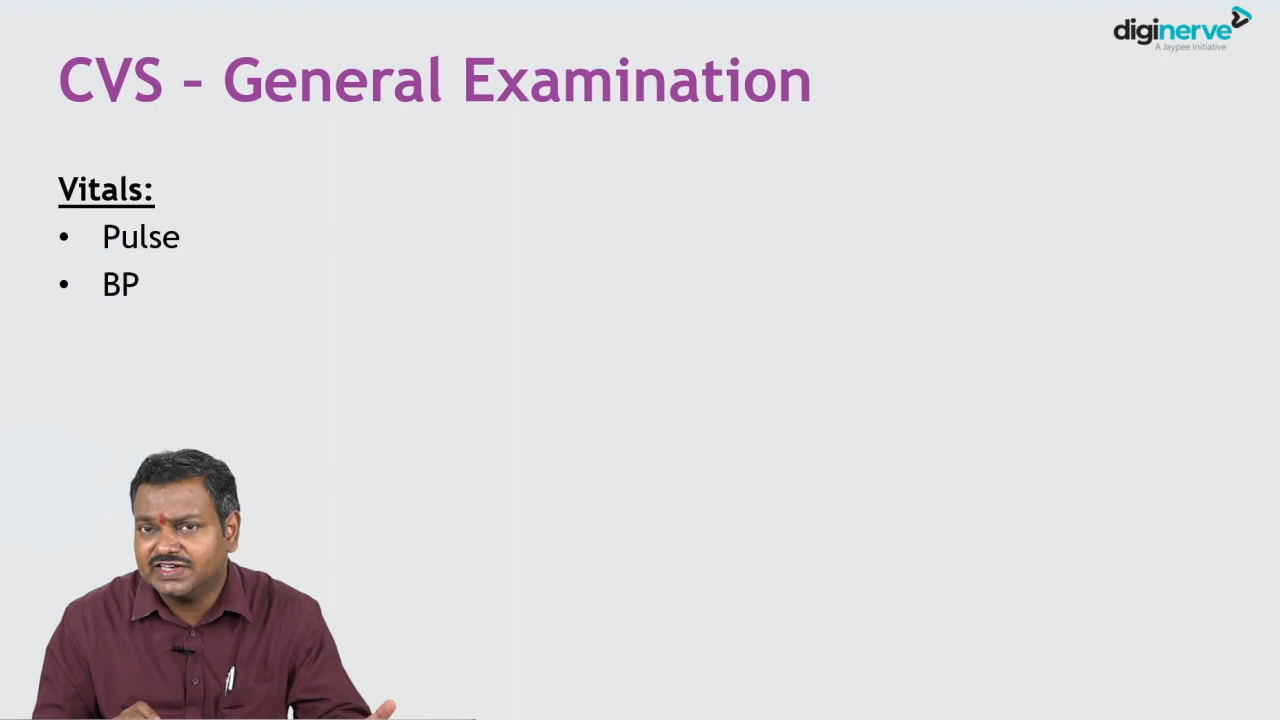 diginerve
A Jaypee Initiative
CVS – General Examination
Vitals:
• Pulse
• BP